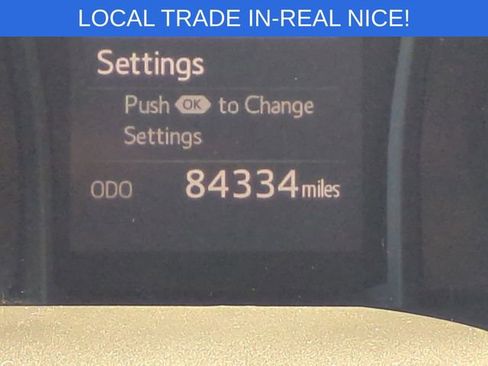 LOCAL TRADE IN-REAL NICE!
Settings
Push OK to Change
Settings
ODO 84334 miles